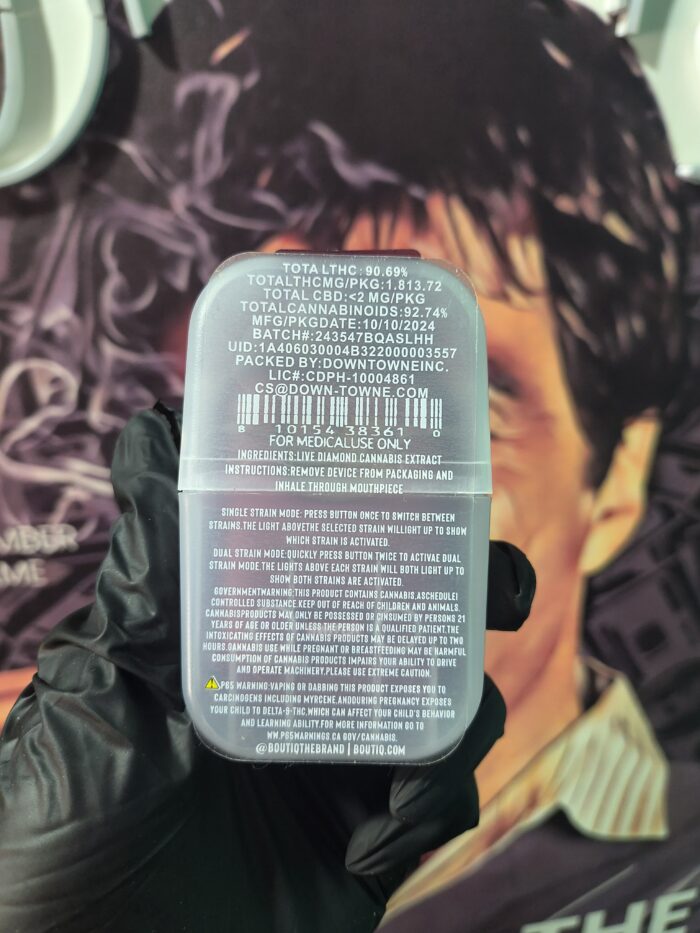 TOTA LTHC: 90.69%
TOTALTHCMG/PKG:1.813.72
TOTAL CBD:<2 MG/PKG
TOTALCANNABINOIDS:92.74%
MFG/PKGDATE:10/10/2024
BATCH#:243547BQASLHH
UID:1A406030004B322000003557
PACKED BY:DOWNTOWNEINC.
LIC#:CDPH-10004861
CS@DOWN-TOWNE.COM
8 10154 38361 0
FOR MEDICALUSE ONLY
INGREDIENTS:LIVE DIAMOND CANNABIS EXTRACT
INSTRUCTIONS:REMOVE DEVICE FROM PACKAGING AND
INHALE THROUGH MOUTHPIECE
SINGLE STRAIN MODE: PRESS BUTTON ONCE TO SWITCH BETWEEN
STRAINS.THE LIGHT ABOVETHE SELECTED STRAIN WILLIGHT UP TO SHOW
WHICH STRAIN IS ACTIVATED.
DUAL STRAIN MODE:QUICKLY PRESS BUTTON TWICE TO ACTIVAE DUAL
STRAIN MODE.THE LIGHTS ABOVE EACH STRAIN WILL BOTH LIGHT UP TO
SHOW BOTH STRAINS ARE ACTIVATED.
GOVERNMENTWARNING:THIS PRODUCT CONTAINS CANNABIS,ASCHEDULEI
CONTROLLED SUBSTANCE.KEEP OUT OF REACH OF CHILDREN AND ANIMALS.
CANNABISPRODUCTS MAY ONLY BE POSSESSED OR CINSUMED BY PERSONS 21
YEARS OF AGE OR OLDER UNLESS THE PERSON IS A QUALIFIED PATIENT.THE
INTOXICATING EFFECTS OF CANNABIS PRODUCTS MAY BE DELAYED UP TO TWO
HOURS.GANNABIS USE WHILE PREGNANT OR BREASTFEEDING MAY BE HARMFUL
CONSUMPTION OF CANNABIS PRODUCTS IMPAIRS YOUR ABILITY TO DRIVE
AND OPERATE MACHINERY.PLEASE USE EXTREME CAUTION.
P65 WARNING:VAPING OR DABBING THIS PRODUCT EXPOSES YOU TO
CARCINOGENS INCLUDING MYRCENE,ANDURING PREGNANCY EXPOSES
YOUR CHILD TO DELTA-9-THC,WHICH CAN AFFECT YOUR CHILD'S BEHAVIOR
AND LEARNING ABILITY.FOR MORE INFORMATION GO TO
WW.P65WARNINGS.CA.GOV/CANNABIS.
@BOUTIQTHEBRAND | BOUTIQ.COM
THE